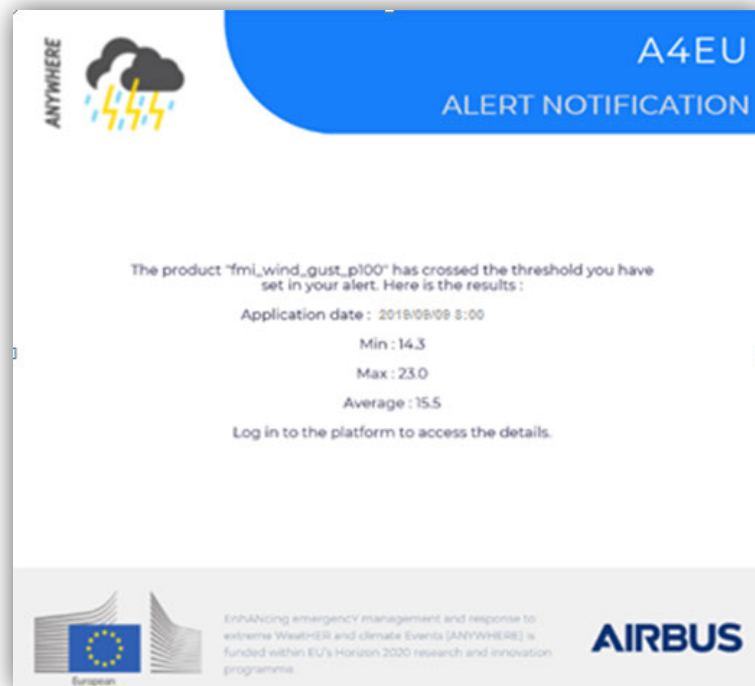 ANYWHERE
A4EU
ALERT NOTIFICATION
The product "fmi_wind_gust_p100" has crossed the threshold you have
set in your alert. Here is the results :
Application date : 2019/09/09 8:00
Min : 14.3
Max : 23.0
Average : 15.5
Log in to the platform to access the details.
EnhANcing emergencY management and response to
extreme WeatHER and climate Events (ANYWHERE) is
funded within EU's Horizon 2020 research and innovation
programme.
AIRBUS
European